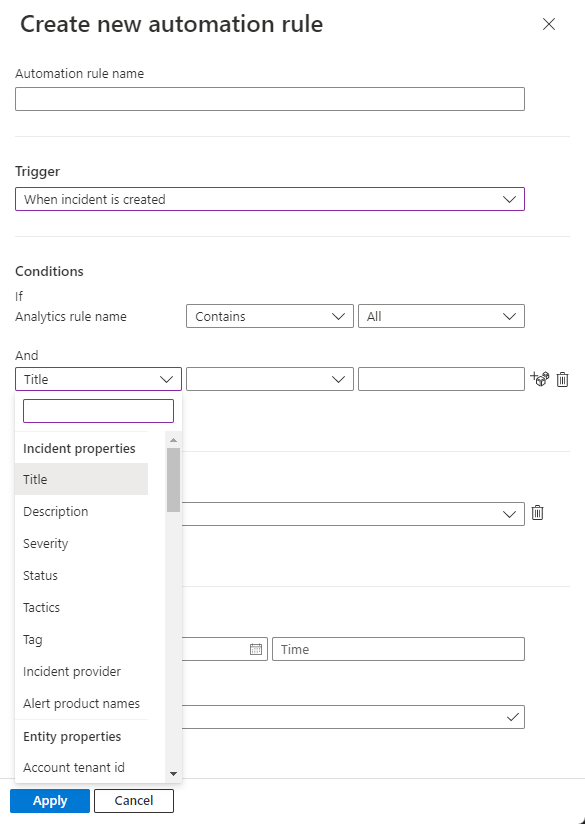 Create new automation rule
Automation rule name
Trigger
When incident is created
Conditions
If
Analytics rule name
Contains
All
And
Title
Incident properties
Title
Description
Severity
Status
Tactics
Tag
Time
Incident provider
Alert product names
Entity properties
Account tenant id
Apply
Cancel